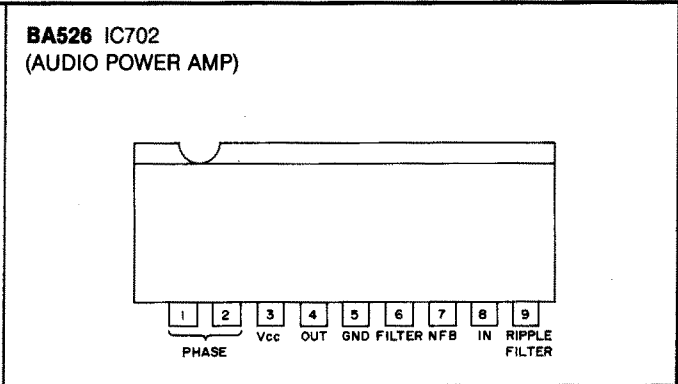 BA526 IC702
(AUDIO POWER AMP)
1 2 3 4 5 6 7 8 9
PHASE Vcc OUT GND FILTER NFB IN RIPPLE FILTER